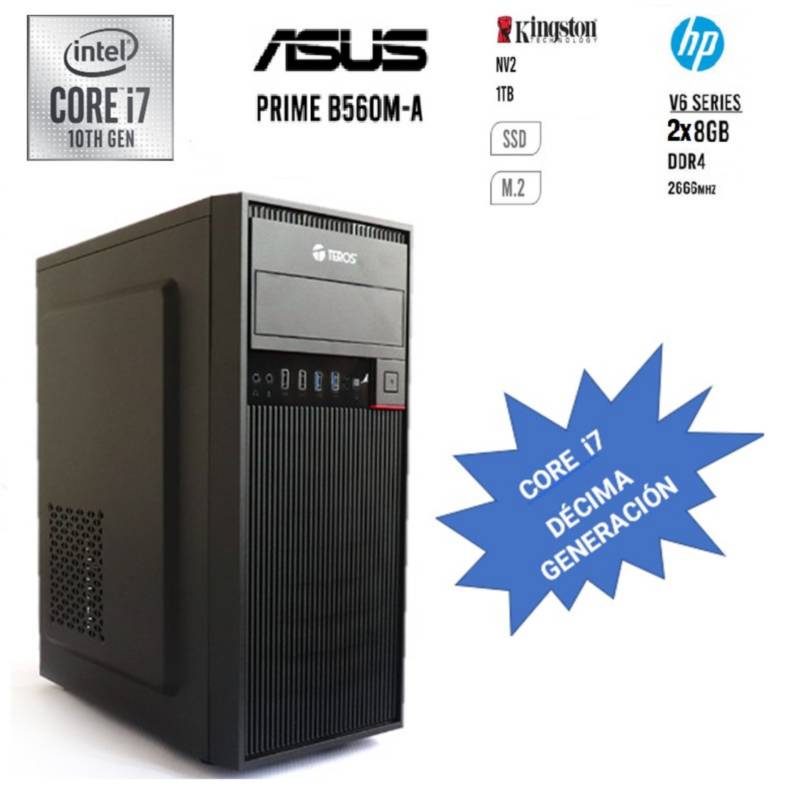 intel
CORE i7
10TH GEN
ASUS
PRIME B560M-A
Kingston
TECHNOLOGY
NV2
1TB
SSD
M.2
hp
V6 SERIES
2x8GB
DDR4
2666MHZ
TEROS
CORE i7
DÉCIMA
GENERACIÓN